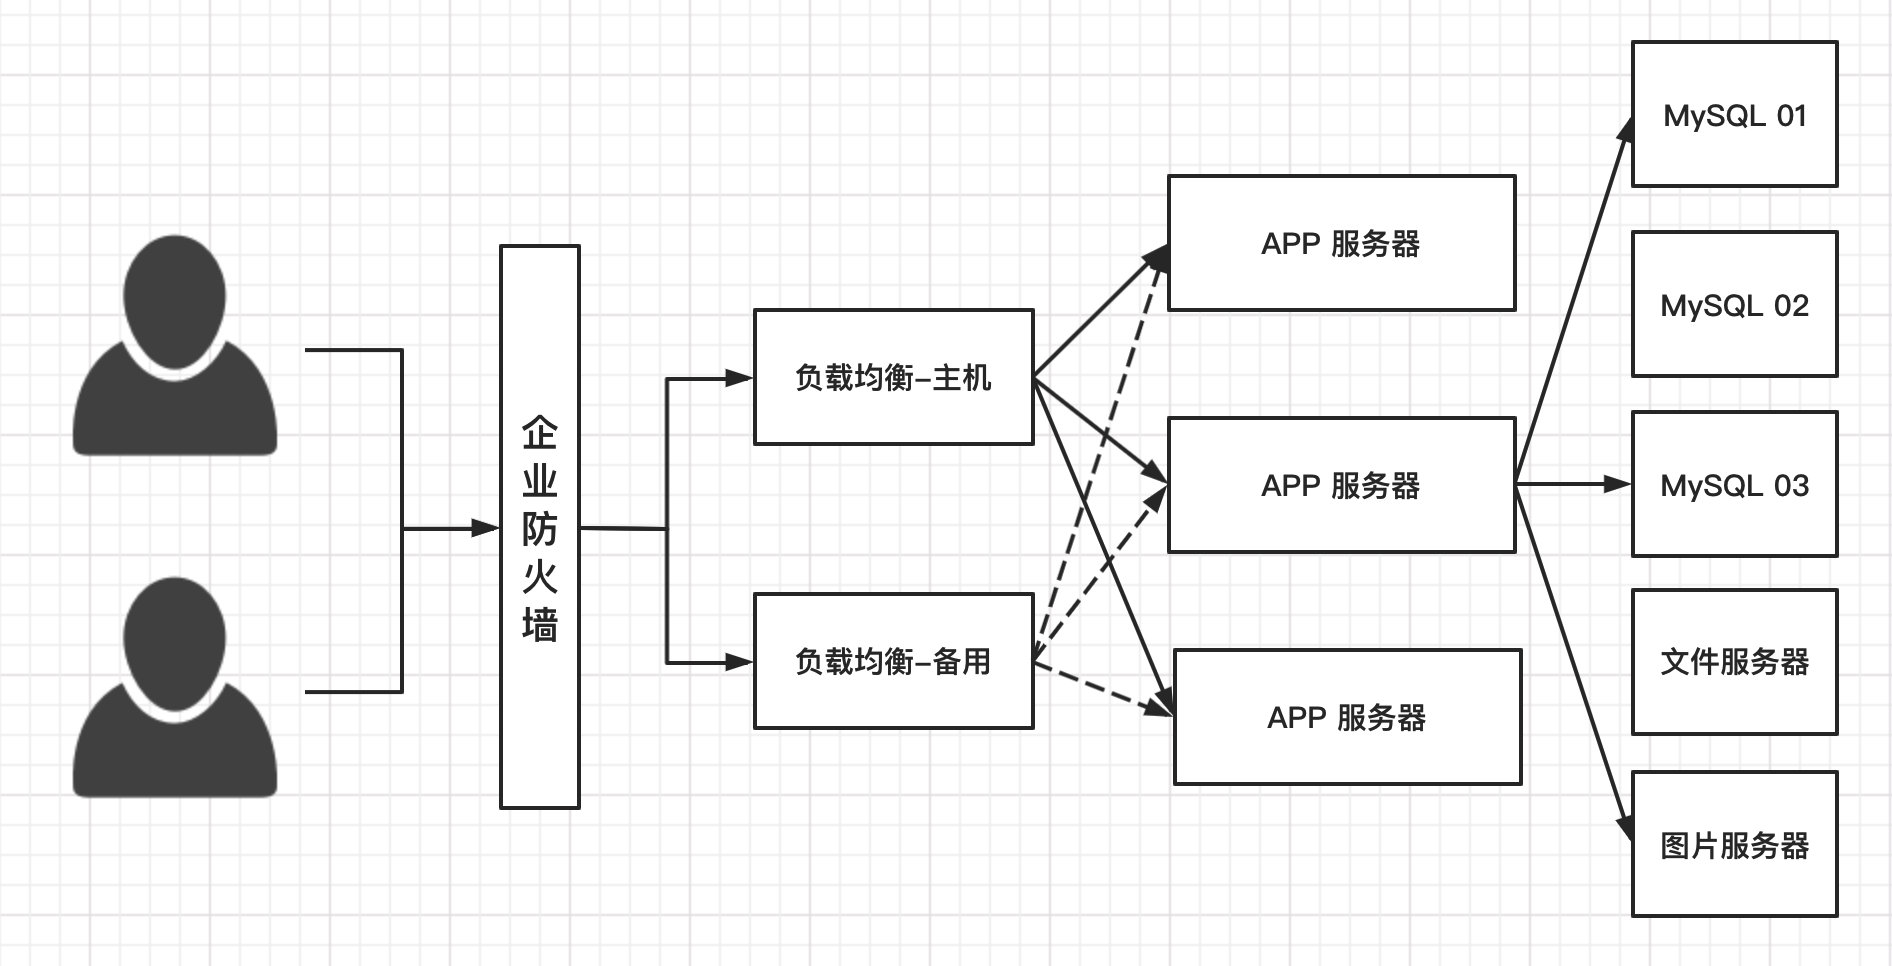 企业防火墙
负载均衡-主机
负载均衡-备用
APP 服务器
APP 服务器
APP 服务器
MySQL 01
MySQL 02
MySQL 03
文件服务器
图片服务器